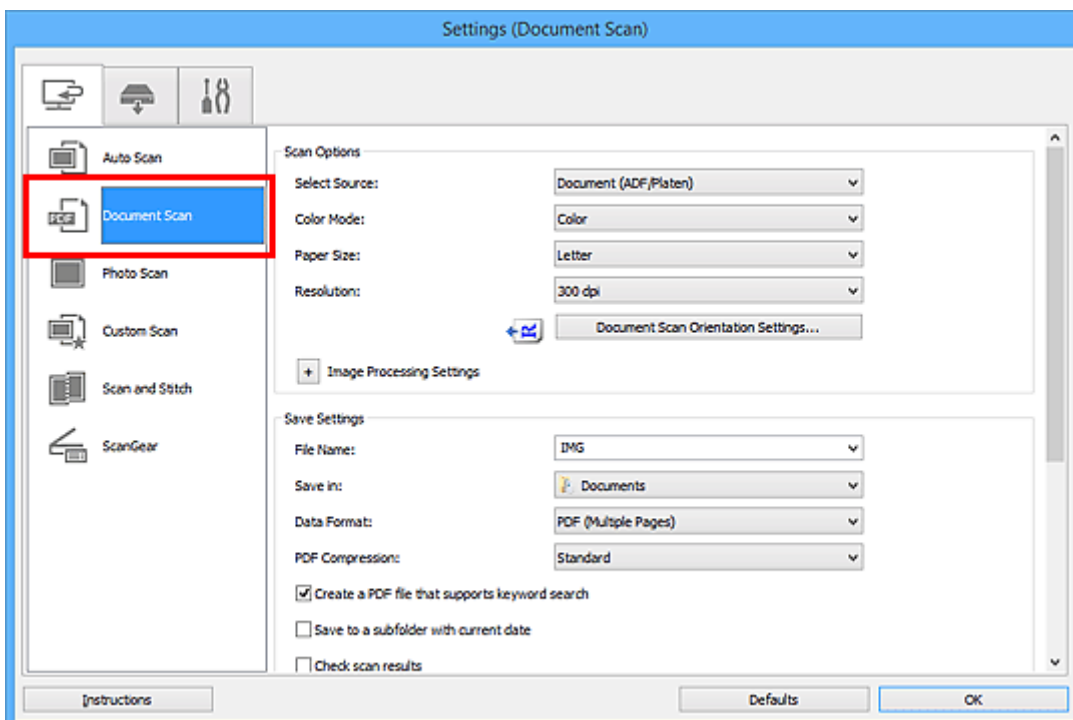 Settings (Document Scan)
Auto Scan
PDF
Document Scan
Photo Scan
Custom Scan
Scan and Stitch
ScanGear
Scan Options
Select Source: Document (ADF/Platen)
Color Mode: Color
Paper Size: Letter
Resolution: 300 dpi
R Document Scan Orientation Settings...
+ Image Processing Settings
Save Settings
File Name: IMG
Save in: Documents
Data Format: PDF (Multiple Pages)
PDF Compression: Standard
Create a PDF file that supports keyword search
Save to a subfolder with current date
Check scan results
Instructions Defaults OK